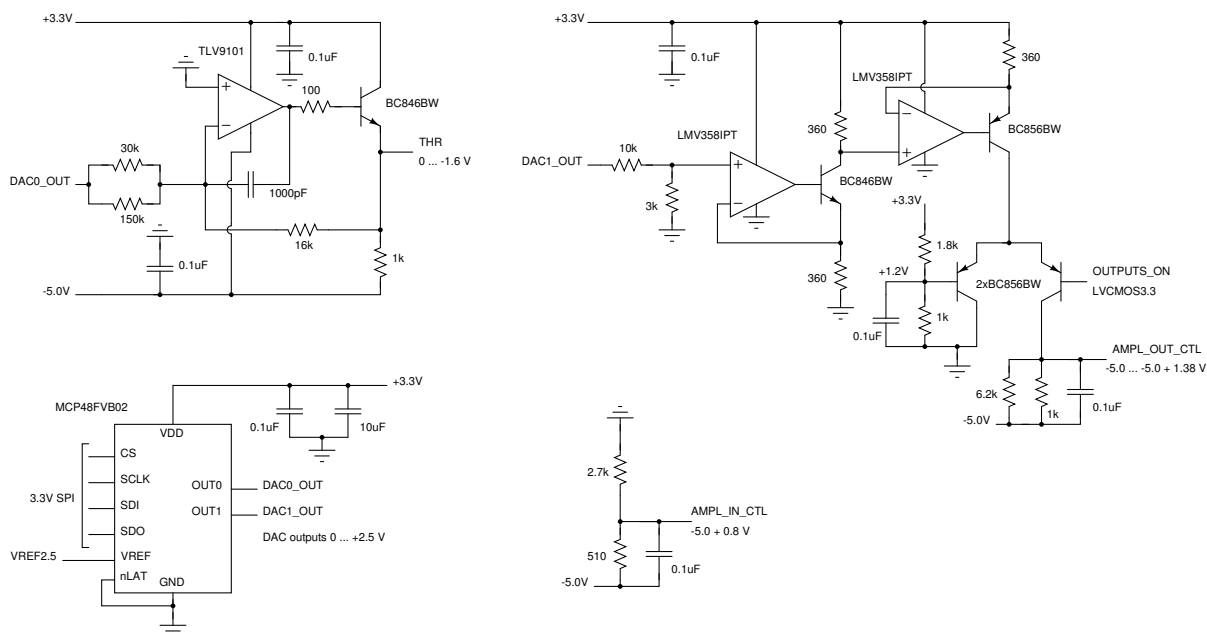 +3.3V
TLV9101
0.1uF
100
BC846BW
THR
0 ... -1.6 V
30k
DAC0_OUT
150k
1000pF
16k
0.1uF
1k
-5.0V
+3.3V
0.1uF
360
LMV358IPT
LMV358IPT
360
BC856BW
10k
DAC1_OUT
BC846BW
3k
+3.3V
1.8k
360
+1.2V
2xBC856BW
OUTPUTS_ON
LVCMOS3.3
0.1uF
1k
AMPL_OUT_CTL
-5.0 ... -5.0 + 1.38 V
6.2k
1k
0.1uF
-5.0V
+3.3V
MCP48FVB02
0.1uF
10uF
VDD
CS
SCLK
3.3V SPI
SDI
SDO
VREF2.5
VREF
nLAT
GND
OUT0
DAC0_OUT
OUT1
DAC1_OUT
DAC outputs 0 ... +2.5 V
2.7k
AMPL_IN_CTL
-5.0 + 0.8 V
510
0.1uF
-5.0V